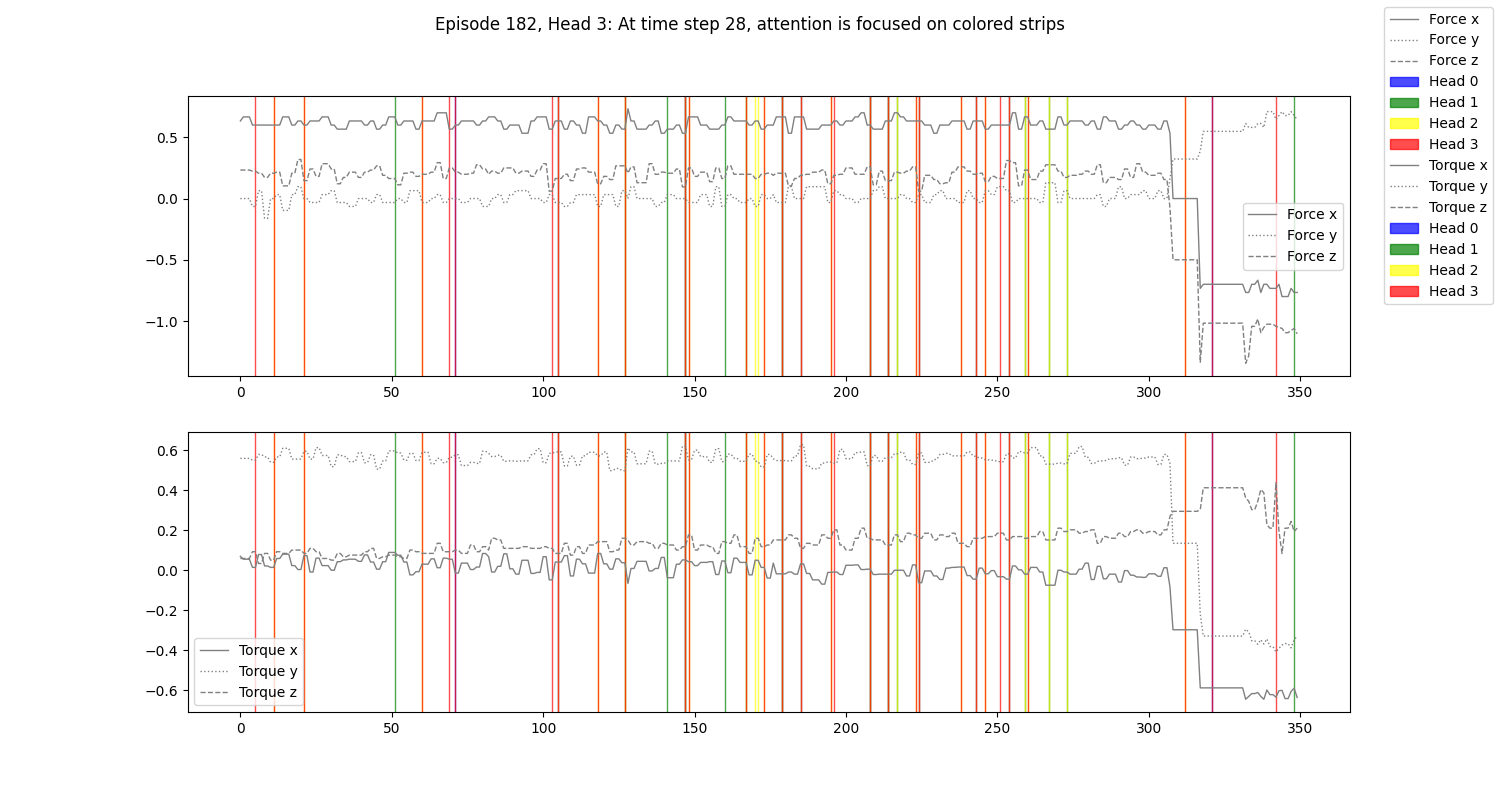 Episode 182, Head 3: At time step 28, attention is focused on colored strips
Force x
Force y
Force z
Head 0
Head 1
Head 2
Head 3
Torque x
Torque y
Torque z
Head 0
Head 1
Head 2
Head 3
0.5
0.0
−0.5
−1.0
Force x
Force y
Force z
0 50 100 150 200 250 300 350
0.6
0.4
0.2
0.0
−0.2
−0.4
−0.6
Torque x
Torque y
Torque z
0 50 100 150 200 250 300 350